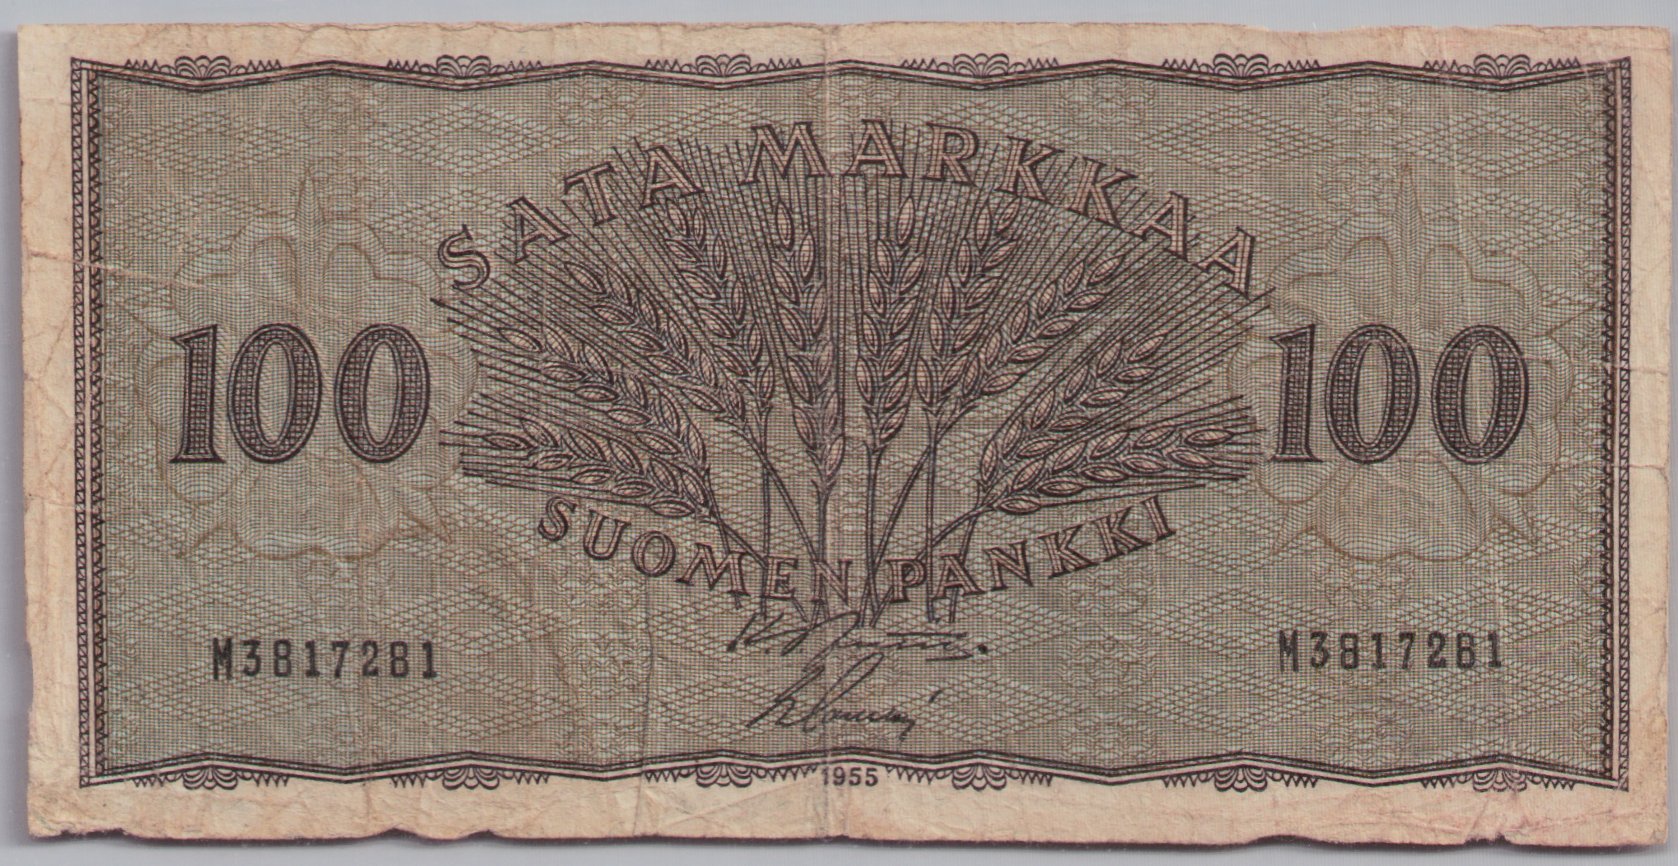 SATA MARKKAA
100 100
SUOMEN PANKKI
M3817281 M3817281
1955